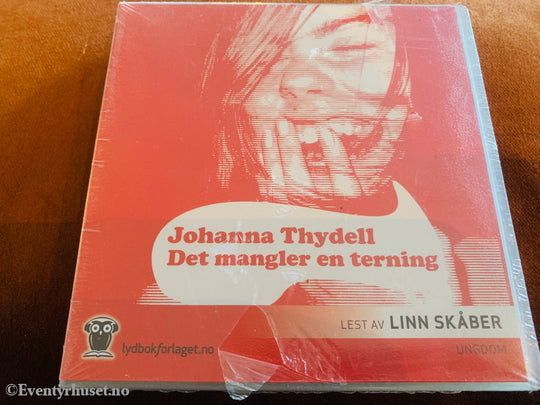 Johanna Thydell
Det mangler en terning
LEST AV LINN SKÅBER
lydbokforlaget.no
UNGDOM
©Eventyrhuset.no